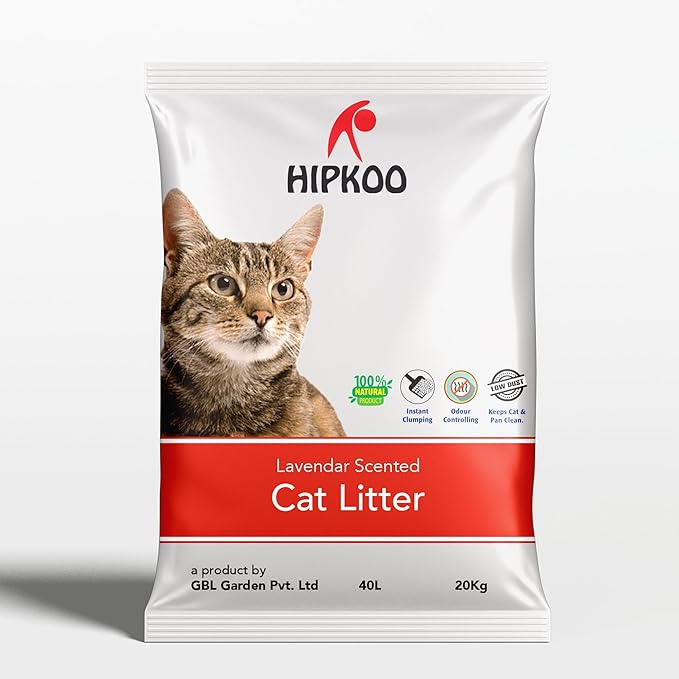 HIPKOO
100%
NATURAL
PRODUCT
Instant
Clumping
Odour
Controlling
LOW DUST
Keeps Cat &
Pan Clean.
Lavendar Scented
Cat Litter
a product by
GBL Garden Pvt. Ltd
40L
20Kg